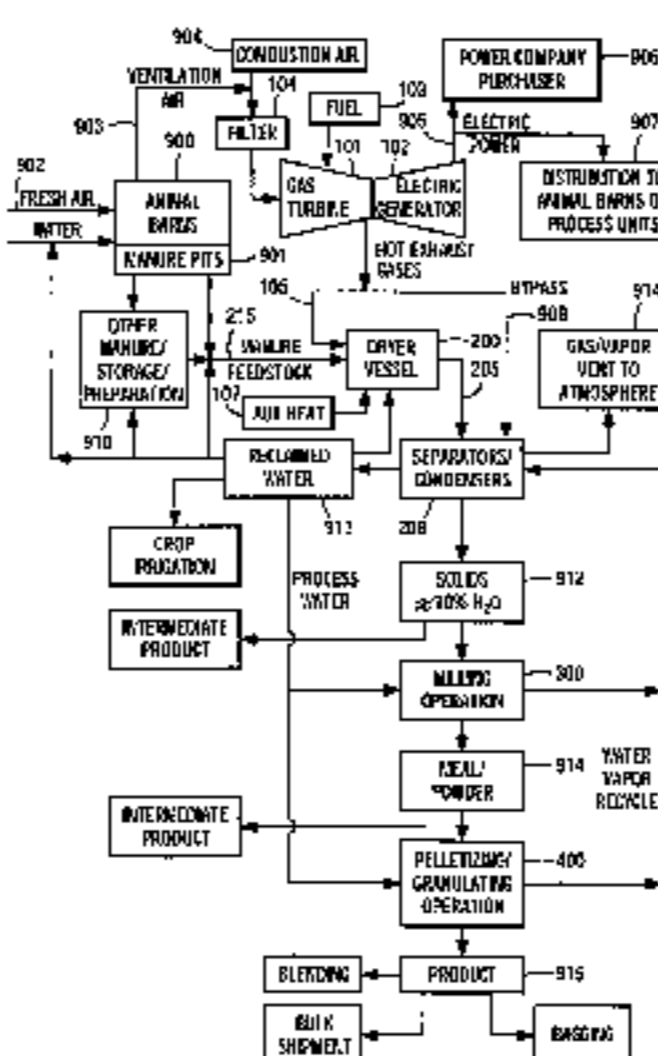 904
COMBUSTION AIR
POWER COMPANY
PURCHASER
906
VENTILATION
AIR
104
FUEL
103
903
900
FILTER
905
ELECTRIC
POWER
907
902
101
102
FRESH AIR
ANIMAL
BARNS
GAS
TURBINE
ELECTRIC
GENERATOR
DISTRIBUTION TO
ANIMAL BARNS O
PROCESS UNITS
WATER
MANURE PITS
901
HOT EXHAUST
GASES
106
BYPASS
OTHER
MANURE/
STORAGE/
PREPARATION
215
MANURE
FEEDSTOCK
DRYER
VESSEL
200
908
205
GAS/VAPOR
VENT TO
ATMOSPHERE
914
107
AUX HEAT
910
RECLAIMED
WATER
SEPARATORS/
CONDENSERS
208
CROP
IRRIGATION
PROCESS
WATER
SOLIDS
912
INTERMEDIATE
PRODUCT
MILLING
OPERATION
300
MEAL/
POWDER
914
WATER
VAPOR
RECYCLE
INTERMEDIATE
PRODUCT
PELLETIZING/
GRANULATING
OPERATION
400
BLENDING
PRODUCT
915
BULK
SHIPMENT
BAGGING